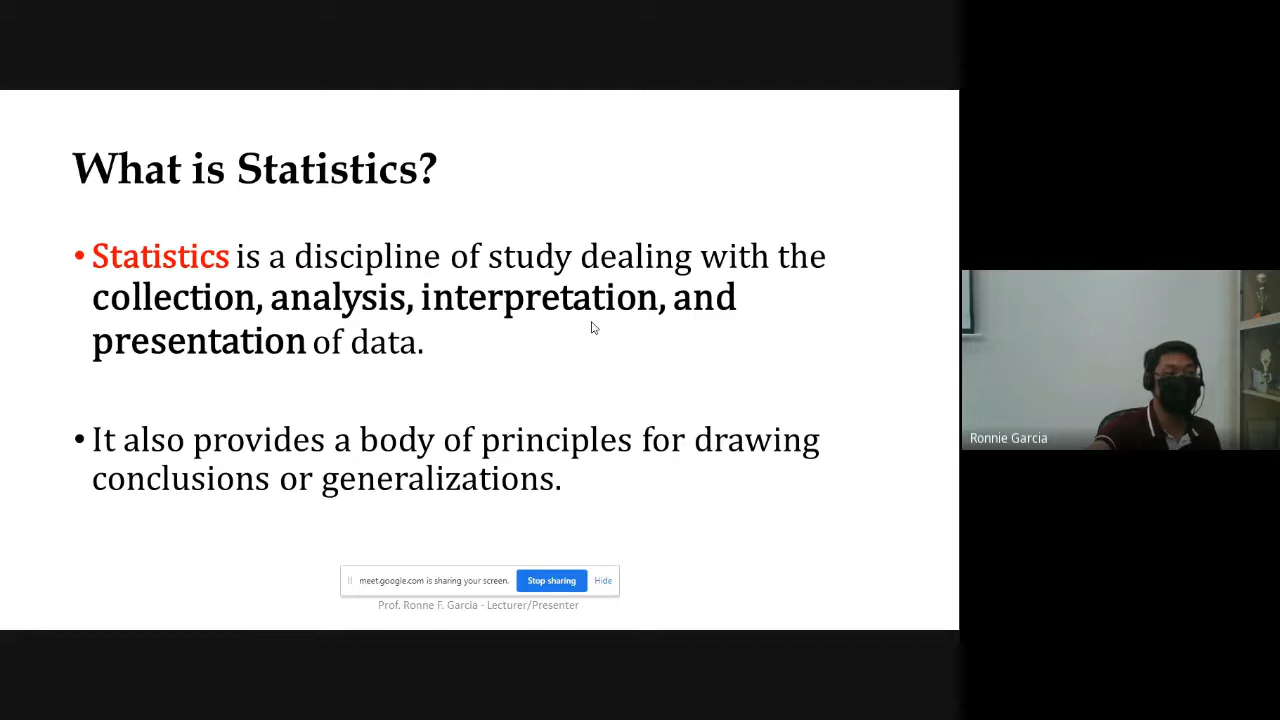 What is Statistics?
• Statistics is a discipline of study dealing with the
collection, analysis, interpretation, and
presentation of data.
• It also provides a body of principles for drawing
conclusions or generalizations.
meet.google.com is sharing your screen.
Stop sharing
Hide
Prof. Ronne F. Garcia - Lecturer/Presenter
Ronnie Garcia